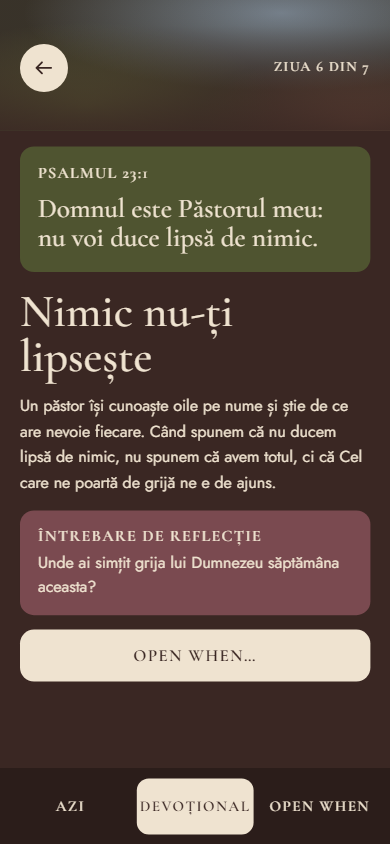 ZIUA 6 DIN 7
PSALMUL 23:1
Domnul este Păstorul meu:
nu voi duce lipsă de nimic.
Nimic nu-ți
lipsește
Un păstor își cunoaște oile pe nume și știe de ce
are nevoie fiecare. Când spunem că nu ducem
lipsă de nimic, nu spunem că avem totul, ci că Cel
care ne poartă de grijă ne e de ajuns.
ÎNTREBARE DE REFLECȚIE
Unde ai simțit grija lui Dumnezeu săptămâna
aceasta?
OPEN WHEN…
AZI
DEVOȚIONAL
OPEN WHEN